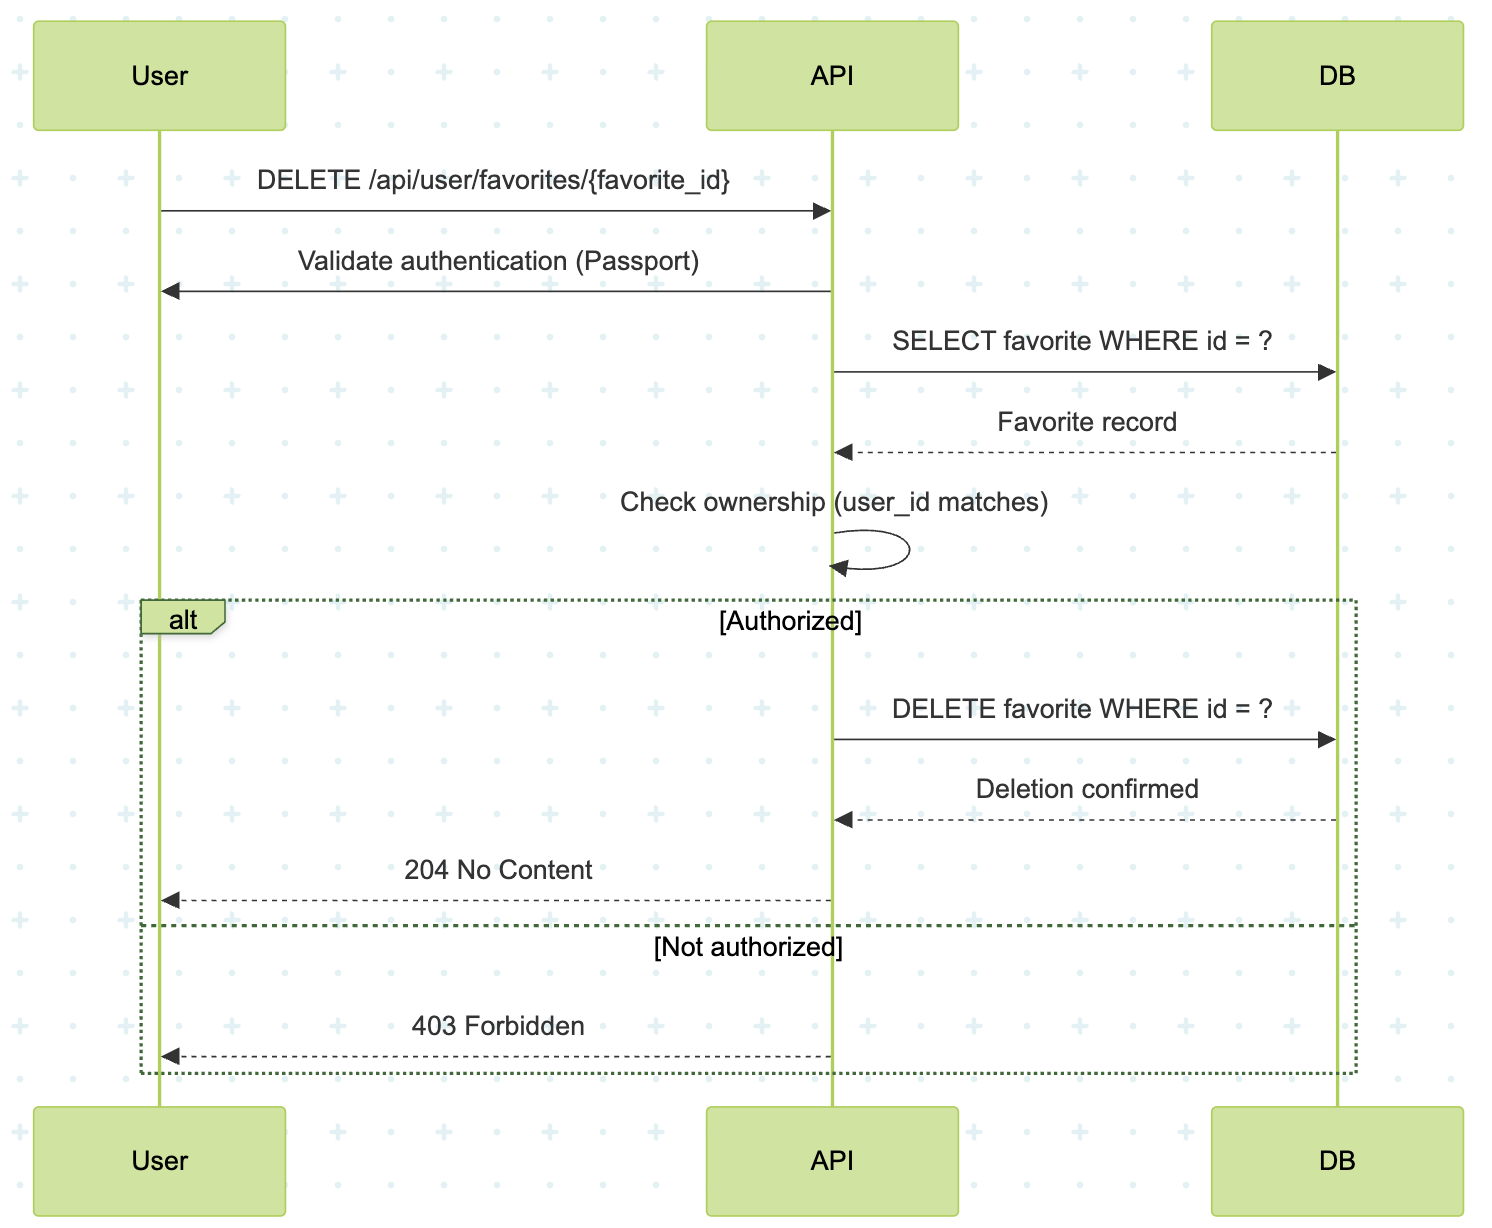 User
API
DB
DELETE /api/user/favorites/{favorite_id}
Validate authentication (Passport)
SELECT favorite WHERE id = ?
Favorite record
Check ownership (user_id matches)
alt
[Authorized]
DELETE favorite WHERE id = ?
Deletion confirmed
204 No Content
[Not authorized]
403 Forbidden
User
API
DB